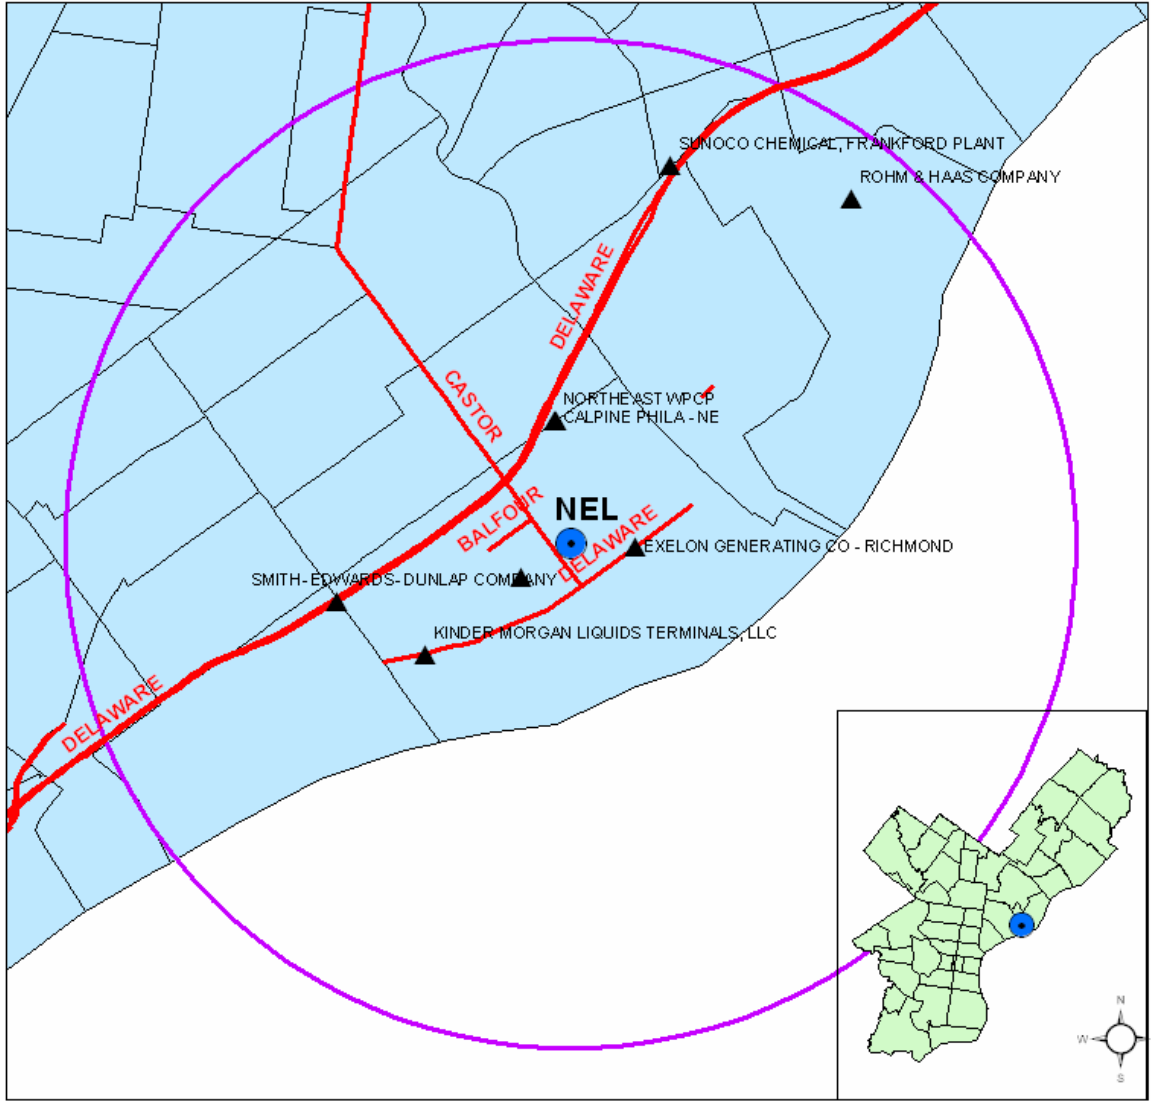 SUNOCO CHEMICAL, FRANKFORD PLANT
ROHM & HAAS COMPANY
DELAWARE
CASTOR
NORTHEAST WPCP
CALPINE PHILA - NE
BALFOUR
NEL
DELAWARE
EXELON GENERATING CO - RICHMOND
SMITH-EDWARDS-DUNLAP COMPANY
KINDER MORGAN LIQUIDS TERMINALS, LLC
DELAWARE
N
W
S